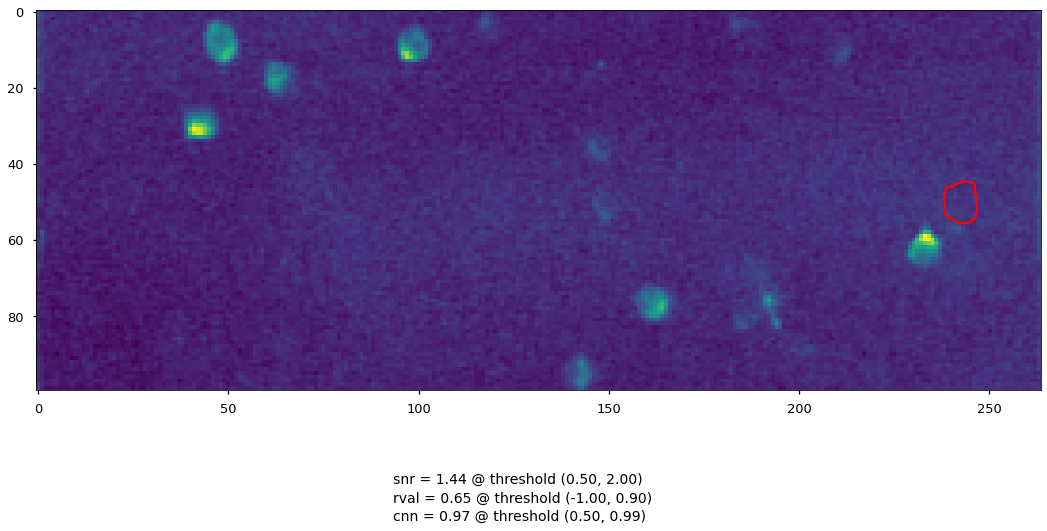 0
20
40
60
80
0 50 100 150 200 250
snr = 1.44 @ threshold (0.50, 2.00)
rval = 0.65 @ threshold (-1.00, 0.90)
cnn = 0.97 @ threshold (0.50, 0.99)